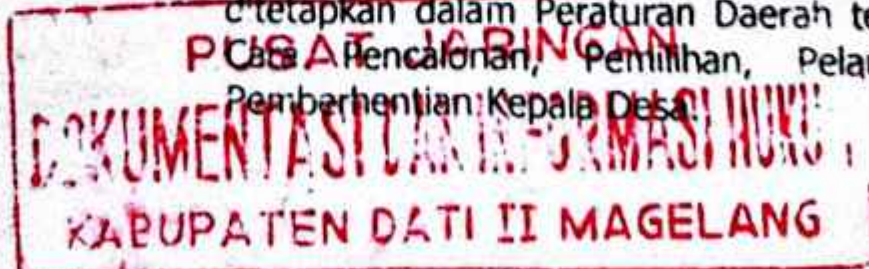 ditetapkan dalam Peraturan Daerah te
PUSAT JARINGAN
Cara Pencalonan, Pemilihan, Pela
Pemberhentian Kepala Desa.
DOKUMENTASI DAN INFORMASI HUKUM
KABUPATEN DATI II MAGELANG